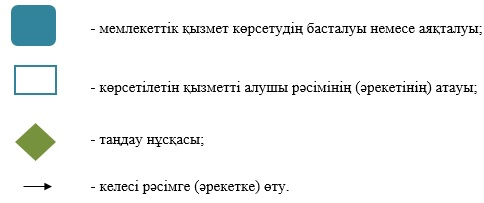 - мемлекеттік қызмет көрсетудің басталуы немесе аяқталуы;
- көрсетілетін қызметті алушы рәсімінің (әрекетінің) атауы;
- таңдау нұсқасы;
- келесі рәсімге (әрекетке) өту.